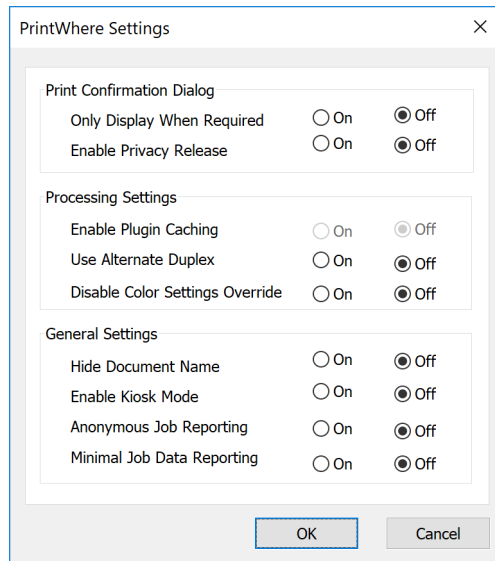 PrintWhere Settings
Print Confirmation Dialog
Only Display When Required On Off
Enable Privacy Release On Off
Processing Settings
Enable Plugin Caching On Off
Use Alternate Duplex On Off
Disable Color Settings Override On Off
General Settings
Hide Document Name On Off
Enable Kiosk Mode On Off
Anonymous Job Reporting On Off
Minimal Job Data Reporting On Off
OK Cancel